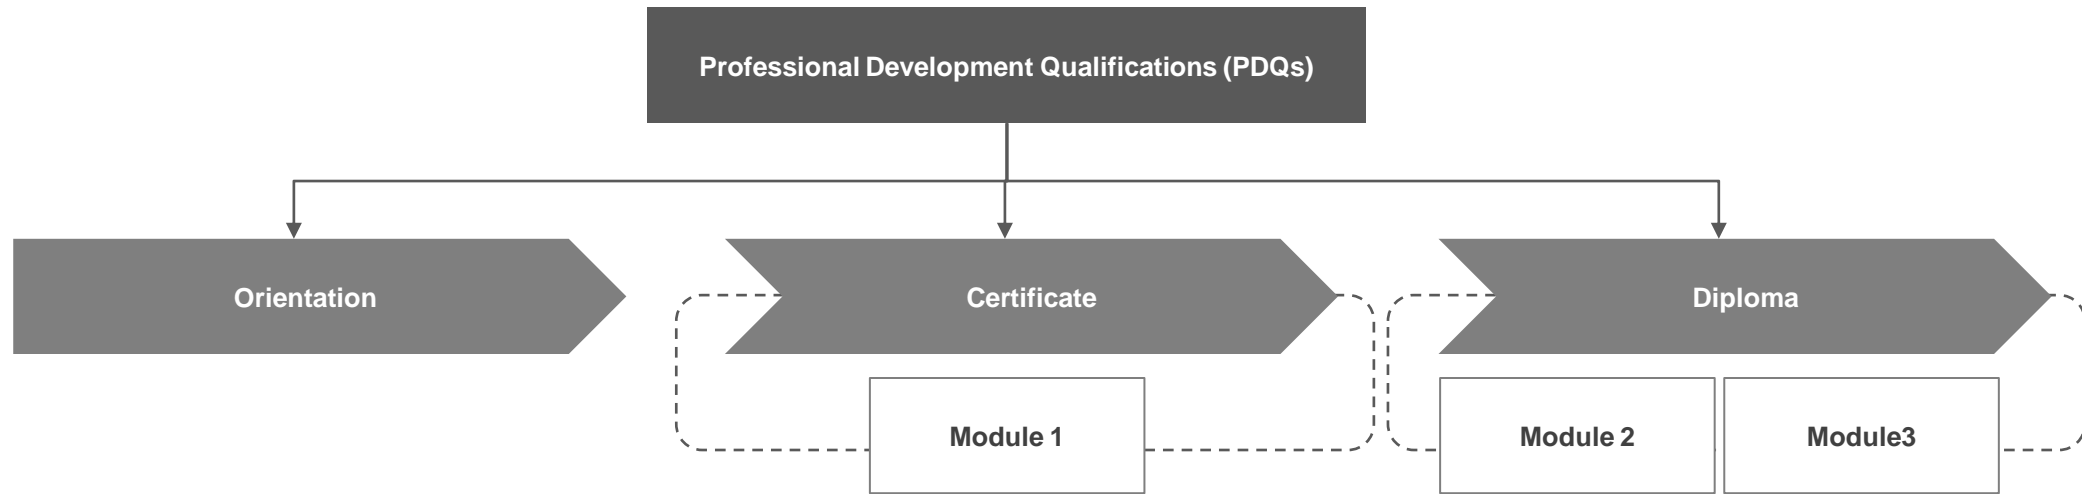 Professional Development Qualifications (PDQs)
Orientation
Certificate
Diploma
Module 1
Module 2
Module3